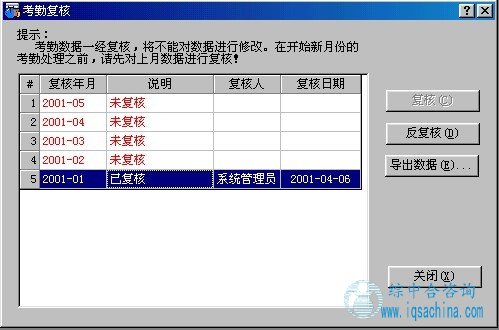 考勤复核
提示:
考勤数据一经复核，将不能对数据进行修改。在开始新月份的
考勤处理之前，请先对上月数据进行复核！
# 复核年月 说明 复核人 复核日期
1 2001-05 未复核
2 2001-04 未复核
3 2001-03 未复核
4 2001-02 未复核
5 2001-01 已复核 系统管理员 2001-04-06
复核(C)
反复核(D)
导出数据(E)...
关闭(X)
综中合咨询
www.iqsachina.com